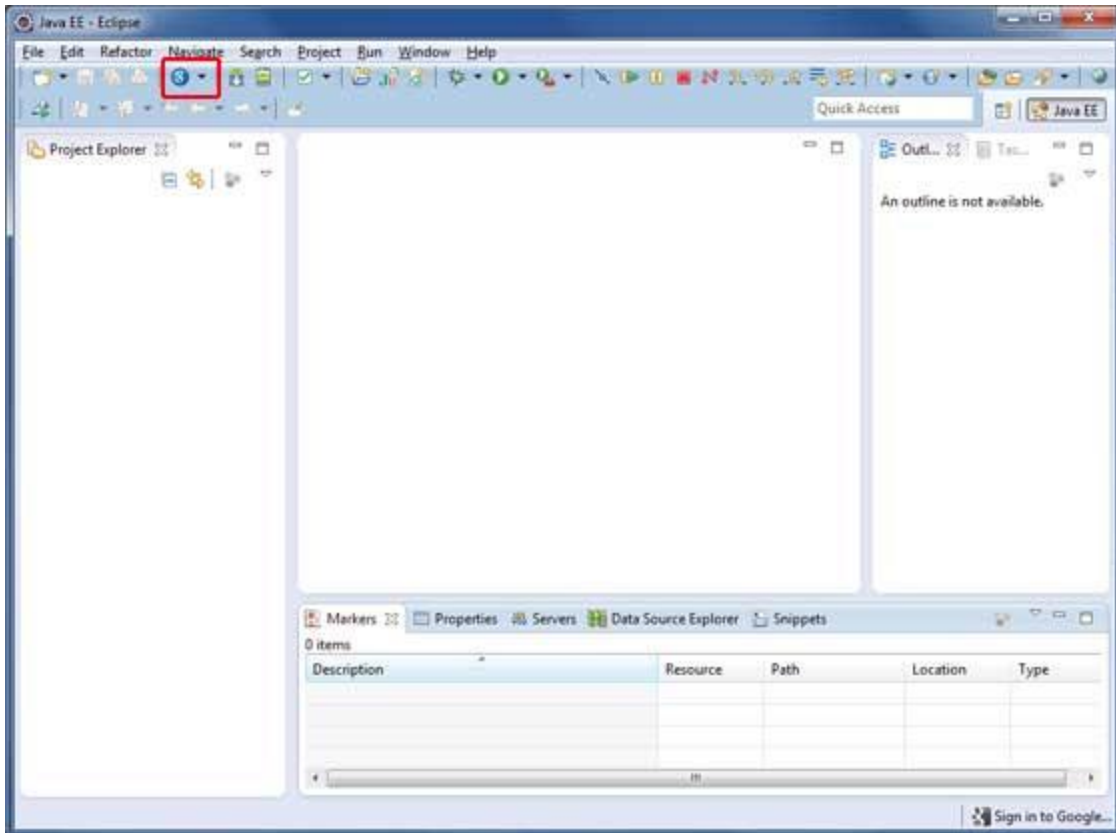 Java EE - Eclipse
File Edit Refactor Navigate Search Project Run Window Help
Quick Access Java EE
Project Explorer
Outl... Tas...
An outline is not available.
Markers Properties Servers Data Source Explorer Snippets
0 items
Description Resource Path Location Type
Sign in to Google...